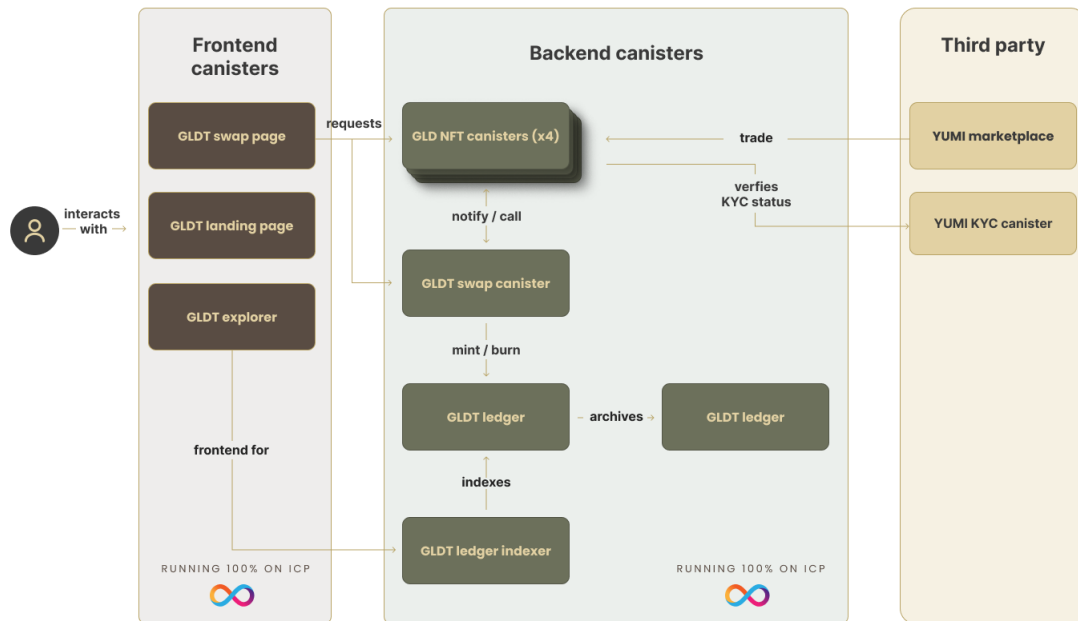 Frontend
canisters
Backend canisters
Third party
GLDT swap page
requests
GLD NFT canisters (x4)
trade
YUMI marketplace
verfies
KYC status
interacts
with
GLDT landing page
notify / call
YUMI KYC canister
GLDT swap canister
GLDT explorer
mint / burn
GLDT ledger
archives
GLDT ledger
frontend for
indexes
GLDT ledger indexer
RUNNING 100% ON ICP
RUNNING 100% ON ICP